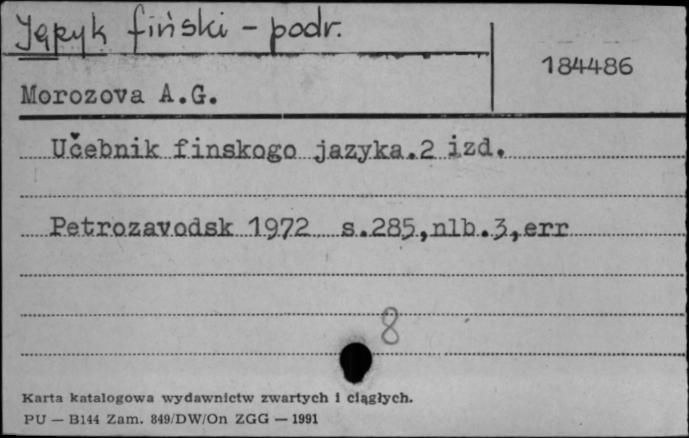 Język fiński - podr.
184486
Morozova A.G.
Učebnik finskogo jazyka.2 izd.
Petrozavodsk 1972 s.285,nlb.3,err
8
Karta katalogowa wydawnictw zwartych i ciągłych.
PU — B144 Zam. 849/DW/On ZGG — 1991